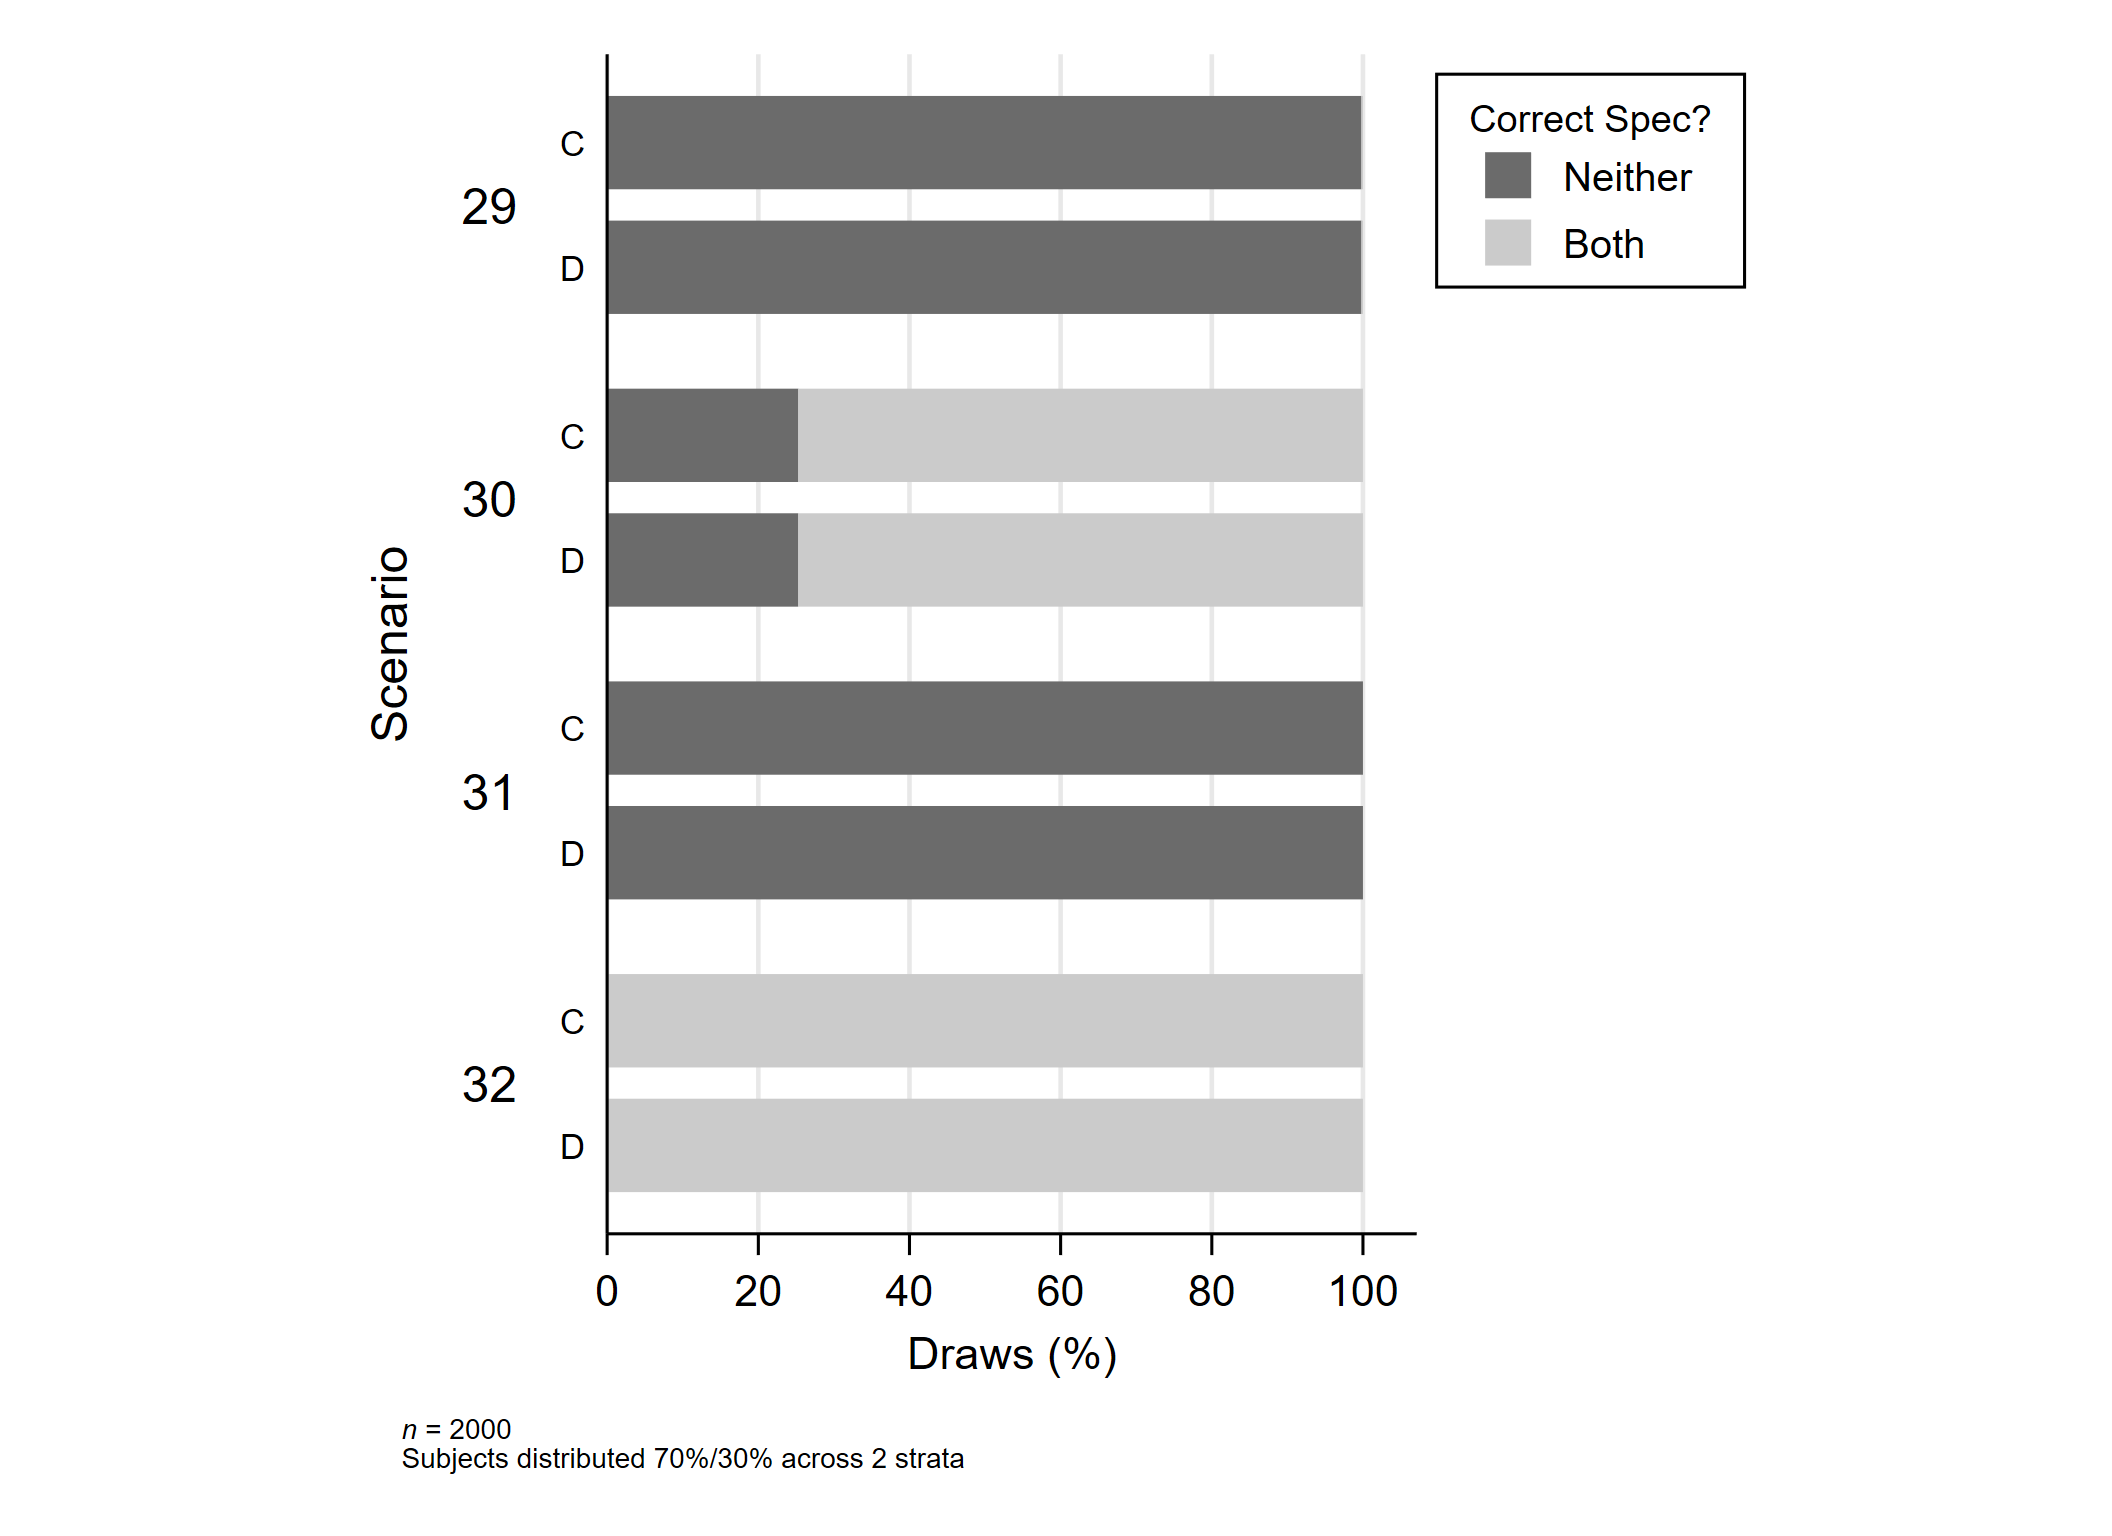 Correct Spec?
Neither
Both
Scenario
29
C
D
30
C
D
31
C
D
32
C
D
0 20 40 60 80 100
Draws (%)
n = 2000
Subjects distributed 70%/30% across 2 strata